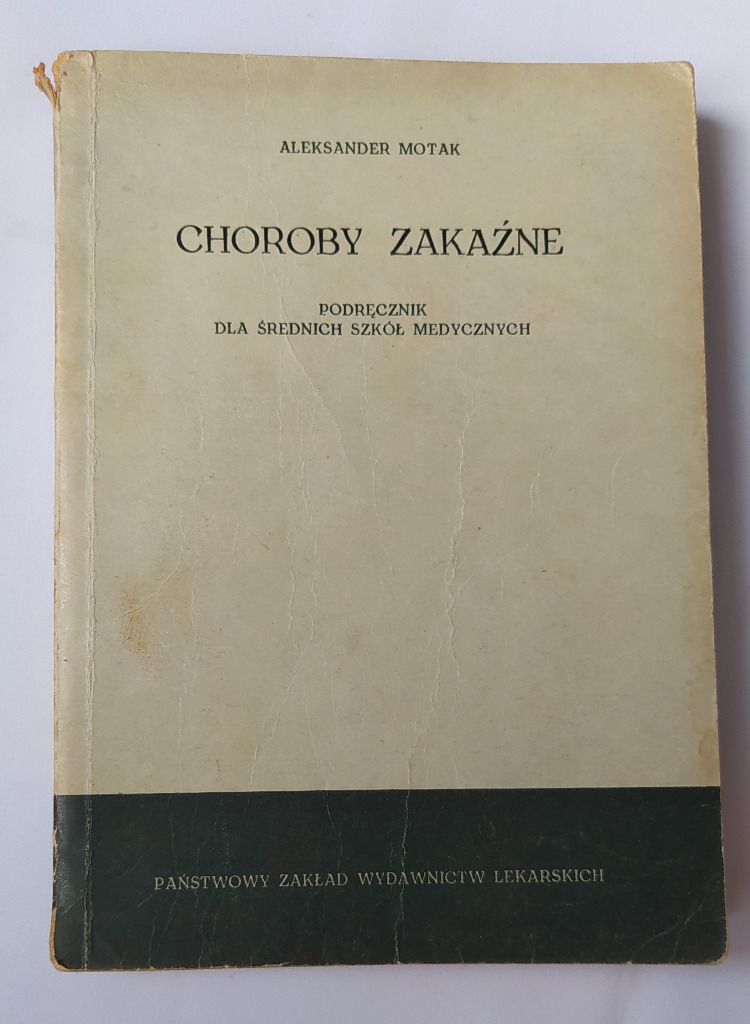 ALEKSANDER MOTAK
CHOROBY ZAKAŹNE
PODRĘCZNIK
DLA ŚREDNICH SZKÓŁ MEDYCZNYCH
PAŃSTWOWY ZAKŁAD WYDAWNICTW LEKARSKICH